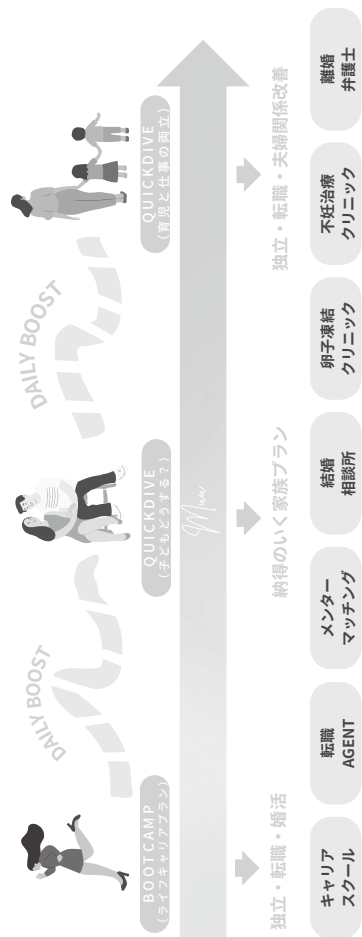 BOOTCAMP
(ライフキャリアプラン)
DAILY BOOST
QUICKDIVE
(子どもどうする?)
DAILY BOOST
QUICKDIVE
(育児と仕事の両立)
独立・転職・婚活
納得のいく家族プラン
独立・転職・夫婦関係改善
キャリア
スクール
転職
AGENT
メンター
マッチング
結婚
相談所
卵子凍結
クリニック
不妊治療
クリニック
離婚
弁護士